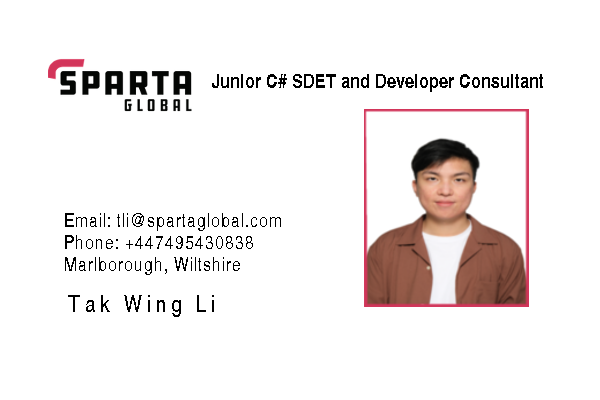 SPARTA
GLOBAL
Junior C# SDET and Developer Consultant
Email: tli@spartaglobal.com
Phone: +447495430838
Marlborough, Wiltshire
Tak Wing Li